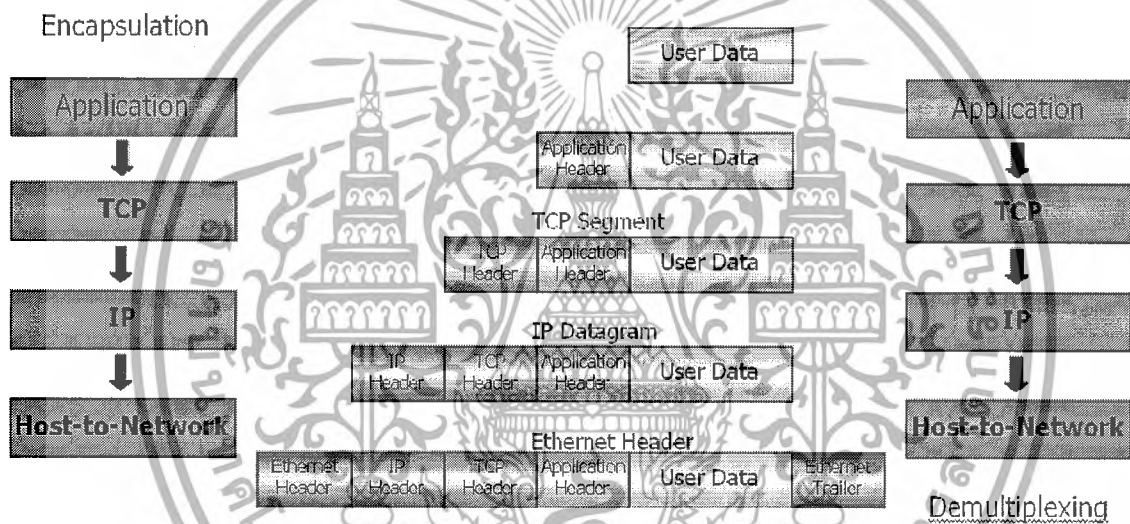 Encapsulation
User Data
Application
Application
Application Header
User Data
TCP Segment
TCP
TCP
TCP Header
Application Header
User Data
IP Datagram
IP
IP
IP Header
TCP Header
Application Header
User Data
Ethernet Header
Host-to-Network
Host-to-Network
Ethernet Header
IP Header
TCP Header
Application Header
User Data
Ethernet Trailer
Demultiplexing